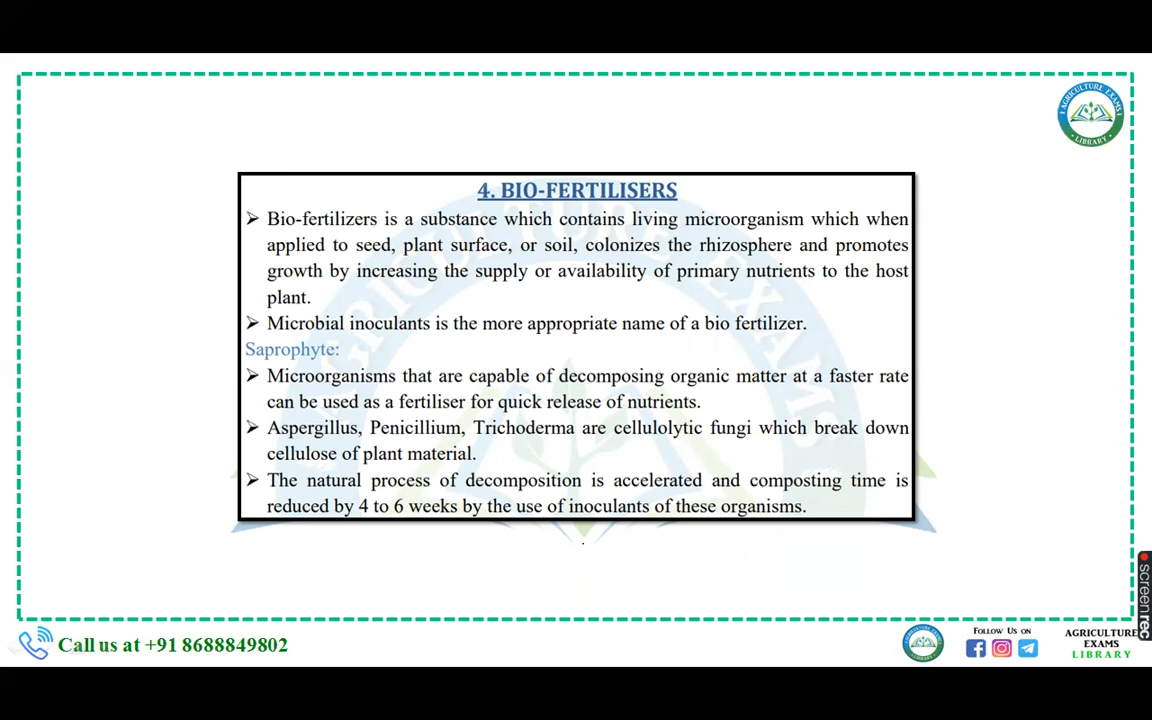 AGRICULTURE EXAMS
LIBRARY
4. BIO-FERTILISERS
➢ Bio-fertilizers is a substance which contains living microorganism which when
applied to seed, plant surface, or soil, colonizes the rhizosphere and promotes
growth by increasing the supply or availability of primary nutrients to the host
plant.
➢ Microbial inoculants is the more appropriate name of a bio fertilizer.
Saprophyte:
➢ Microorganisms that are capable of decomposing organic matter at a faster rate
can be used as a fertiliser for quick release of nutrients.
➢ Aspergillus, Penicillium, Trichoderma are cellulolytic fungi which break down
cellulose of plant material.
➢ The natural process of decomposition is accelerated and composting time is
reduced by 4 to 6 weeks by the use of inoculants of these organisms.
AGRICULTURE EXAMS
screenrec
Call us at +91 8688849802
FOLLOW US ON
AGRICULTURE
EXAMS
LIBRARY